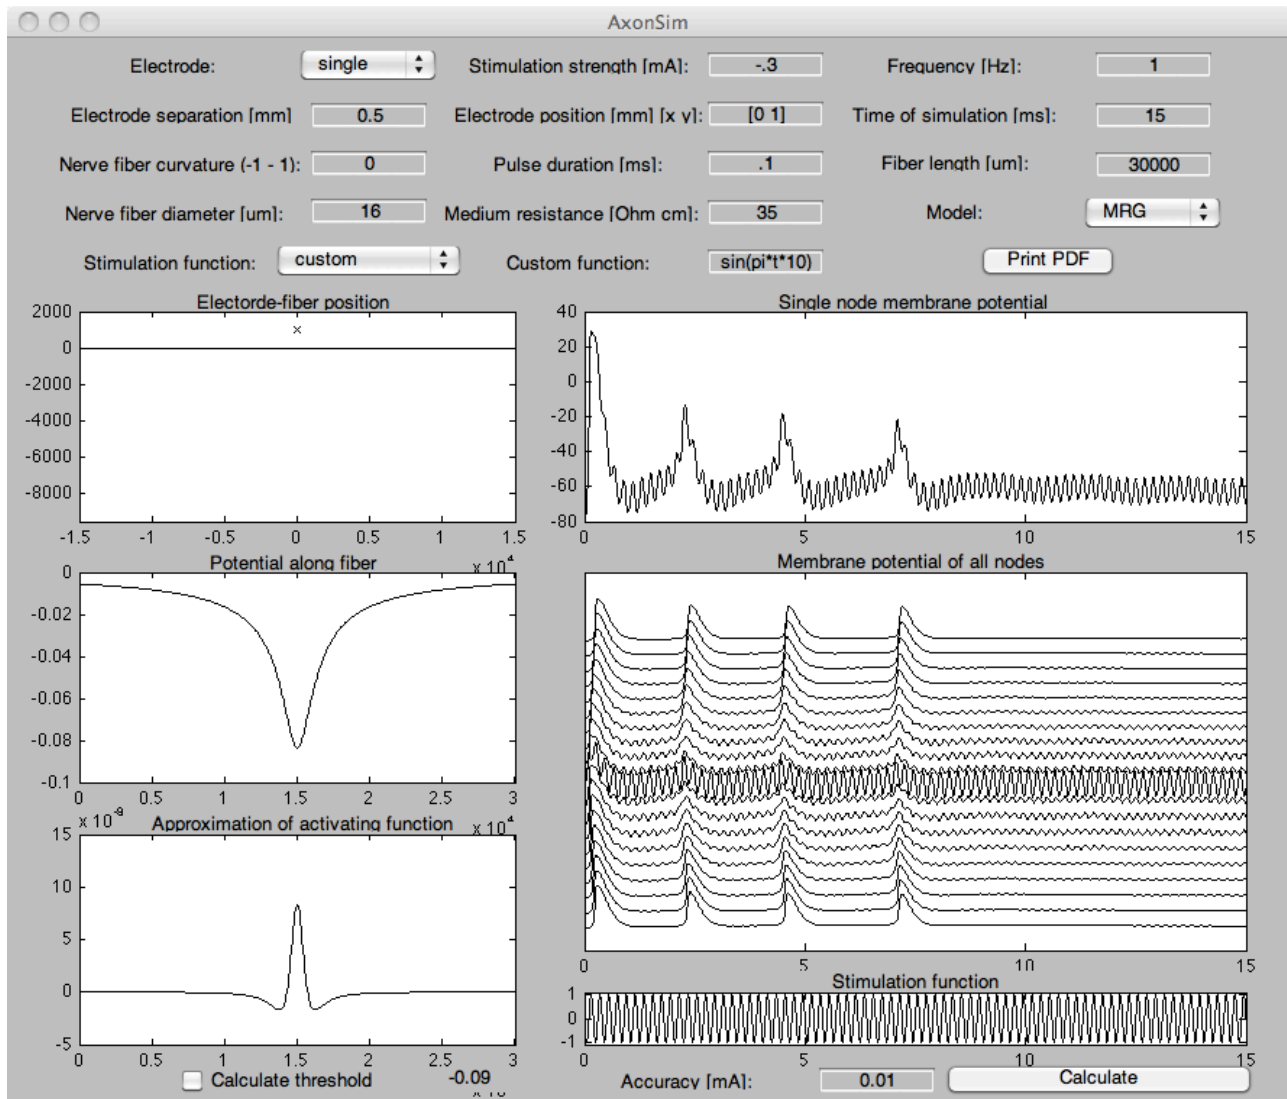 AxonSim
Electrode: single Stimulation strength [mA]: -.3 Frequency [Hz]: 1
Electrode separation [mm] 0.5 Electrode position [mm] [x y]: [0 1] Time of simulation [ms]: 15
Nerve fiber curvature (-1 - 1): 0 Pulse duration [ms]: .1 Fiber length [um]: 30000
Nerve fiber diameter [um]: 16 Medium resistance [Ohm cm]: 35 Model: MRG
Stimulation function: custom Custom function: sin(pi*t*10) Print PDF
Electorde-fiber position
2000
0
-2000
-4000
-6000
-8000
-1.5 -1 -0.5 0 0.5 1 1.5
x 10⁴
Single node membrane potential
40
20
0
-20
-40
-60
-80
0 5 10 15
Potential along fiber
0
-0.02
-0.04
-0.06
-0.08
-0.1
0 0.5 1 1.5 2 2.5 3
x 10⁴
Membrane potential of all nodes
0 5 10 15
Approximation of activating function
x 10⁻⁹
15
10
5
0
-5
0 0.5 1 1.5 2 2.5 3
Stimulation function
1
0
-1
0 5 10 15
Calculate threshold -0.09 Accuracy [mA]: 0.01 Calculate